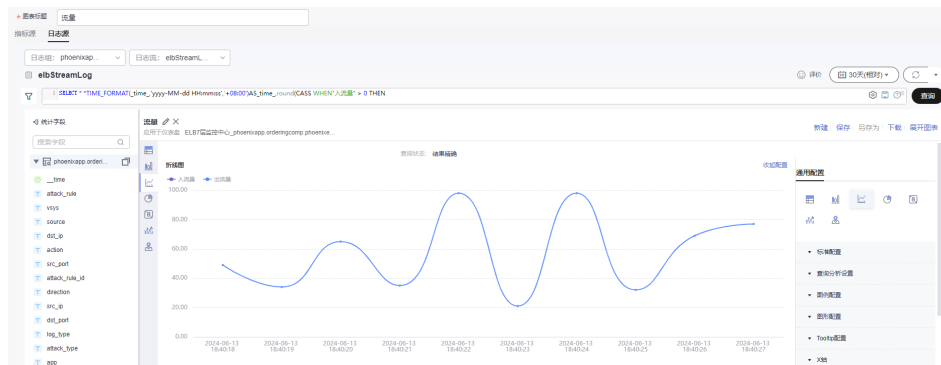 * 图表标题 流量
指标源 日志源
日志组: phoenixap... 日志流: elbStreamL...
elbStreamLog 评价 30天(相对)
1 SELECT * "TIME_FORMAT(_time_,'yyyy-MM-dd HH:mm:ss','+08:00')AS_time_,round(CASS WHEN"入流量" > 0 THEN 查询
统计字段
搜索字段
phoenixapp.orderi...
__time
attack_rule
vsys
source
dst_ip
action
src_port
attack_rule_id
direction
src_ip
dst_port
log_type
attack_type
app
流量
应用于仪表盘 ELB7层监控中心_phoenixapp.orderingcomp.phoenixe...
新建 保存 另存为 下载 展开图表
查询状态: 结果精确
折线图 收起配置
入流量 出流量
100.00
80.00
60.00
40.00
20.00
0.00
2024-06-13 2024-06-13 2024-06-13 2024-06-13 2024-06-13 2024-06-13 2024-06-13 2024-06-13 2024-06-13 2024-06-13
18:40:18 18:40:19 18:40:20 18:40:21 18:40:22 18:40:23 18:40:24 18:40:25 18:40:26 18:40:27
通用配置
标准配置
查询分析设置
图例配置
图形配置
Tooltip配置
X轴